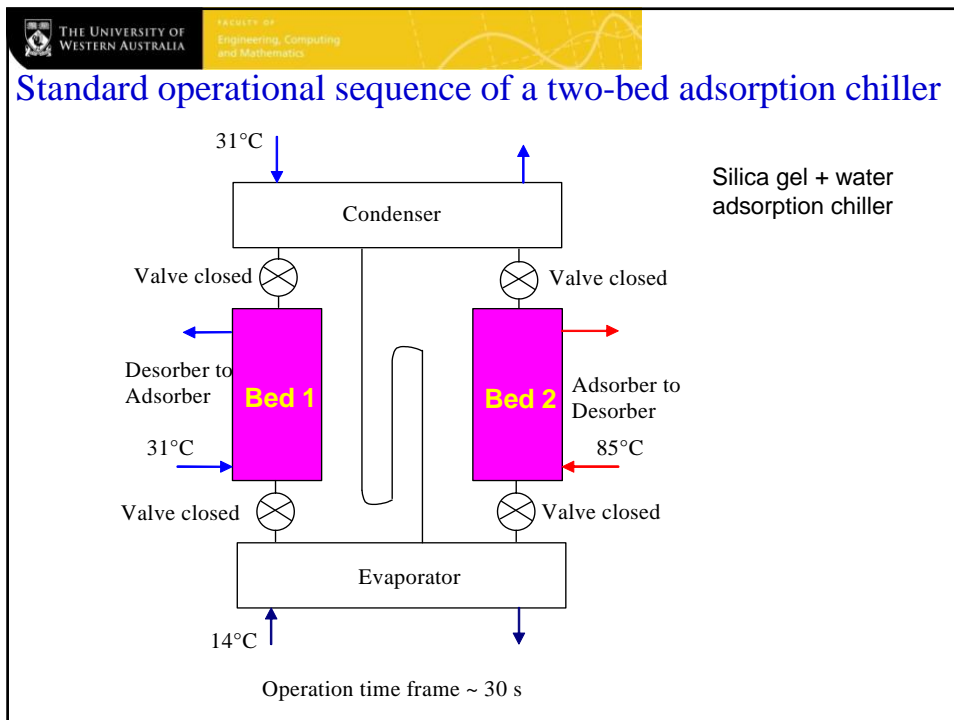 THE UNIVERSITY OF
WESTERN AUSTRALIA
FACULTY OF
Engineering, Computing
and Mathematics
Standard operational sequence of a two-bed adsorption chiller
31°C
Silica gel + water
adsorption chiller
Condenser
Valve closed
Valve closed
Desorber to
Adsorber
Bed 1
Bed 2
Adsorber to
Desorber
31°C
85°C
Valve closed
Valve closed
Evaporator
14°C
Operation time frame ~ 30 s